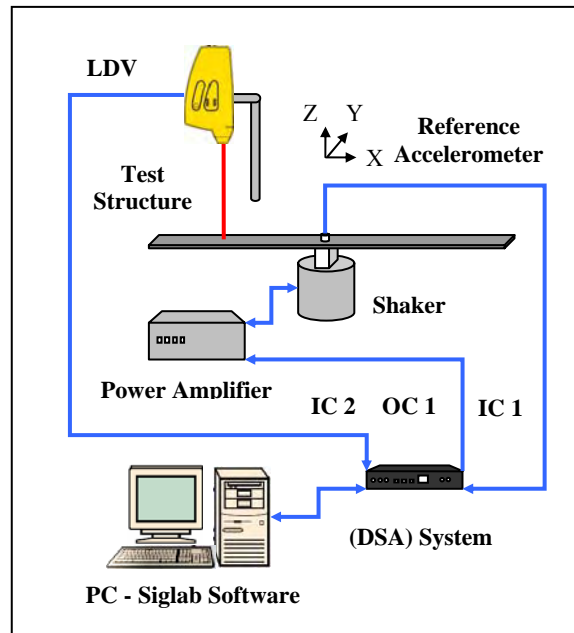 LDV
Z
Y
X
Reference
Accelerometer
Test
Structure
Shaker
Power Amplifier
IC 2 OC 1 IC 1
(DSA) System
PC - Siglab Software